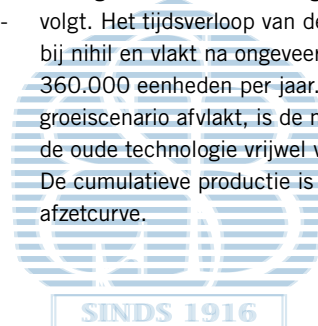 - volgt. Het tijdsverloop van de
bij nihil en vlakt na ongeveer
360.000 eenheden per jaar.
groeiscenario afvlakt, is de
de oude technologie vrijwel
De cumulatieve productie is
afzetcurve.
SINDS 1916